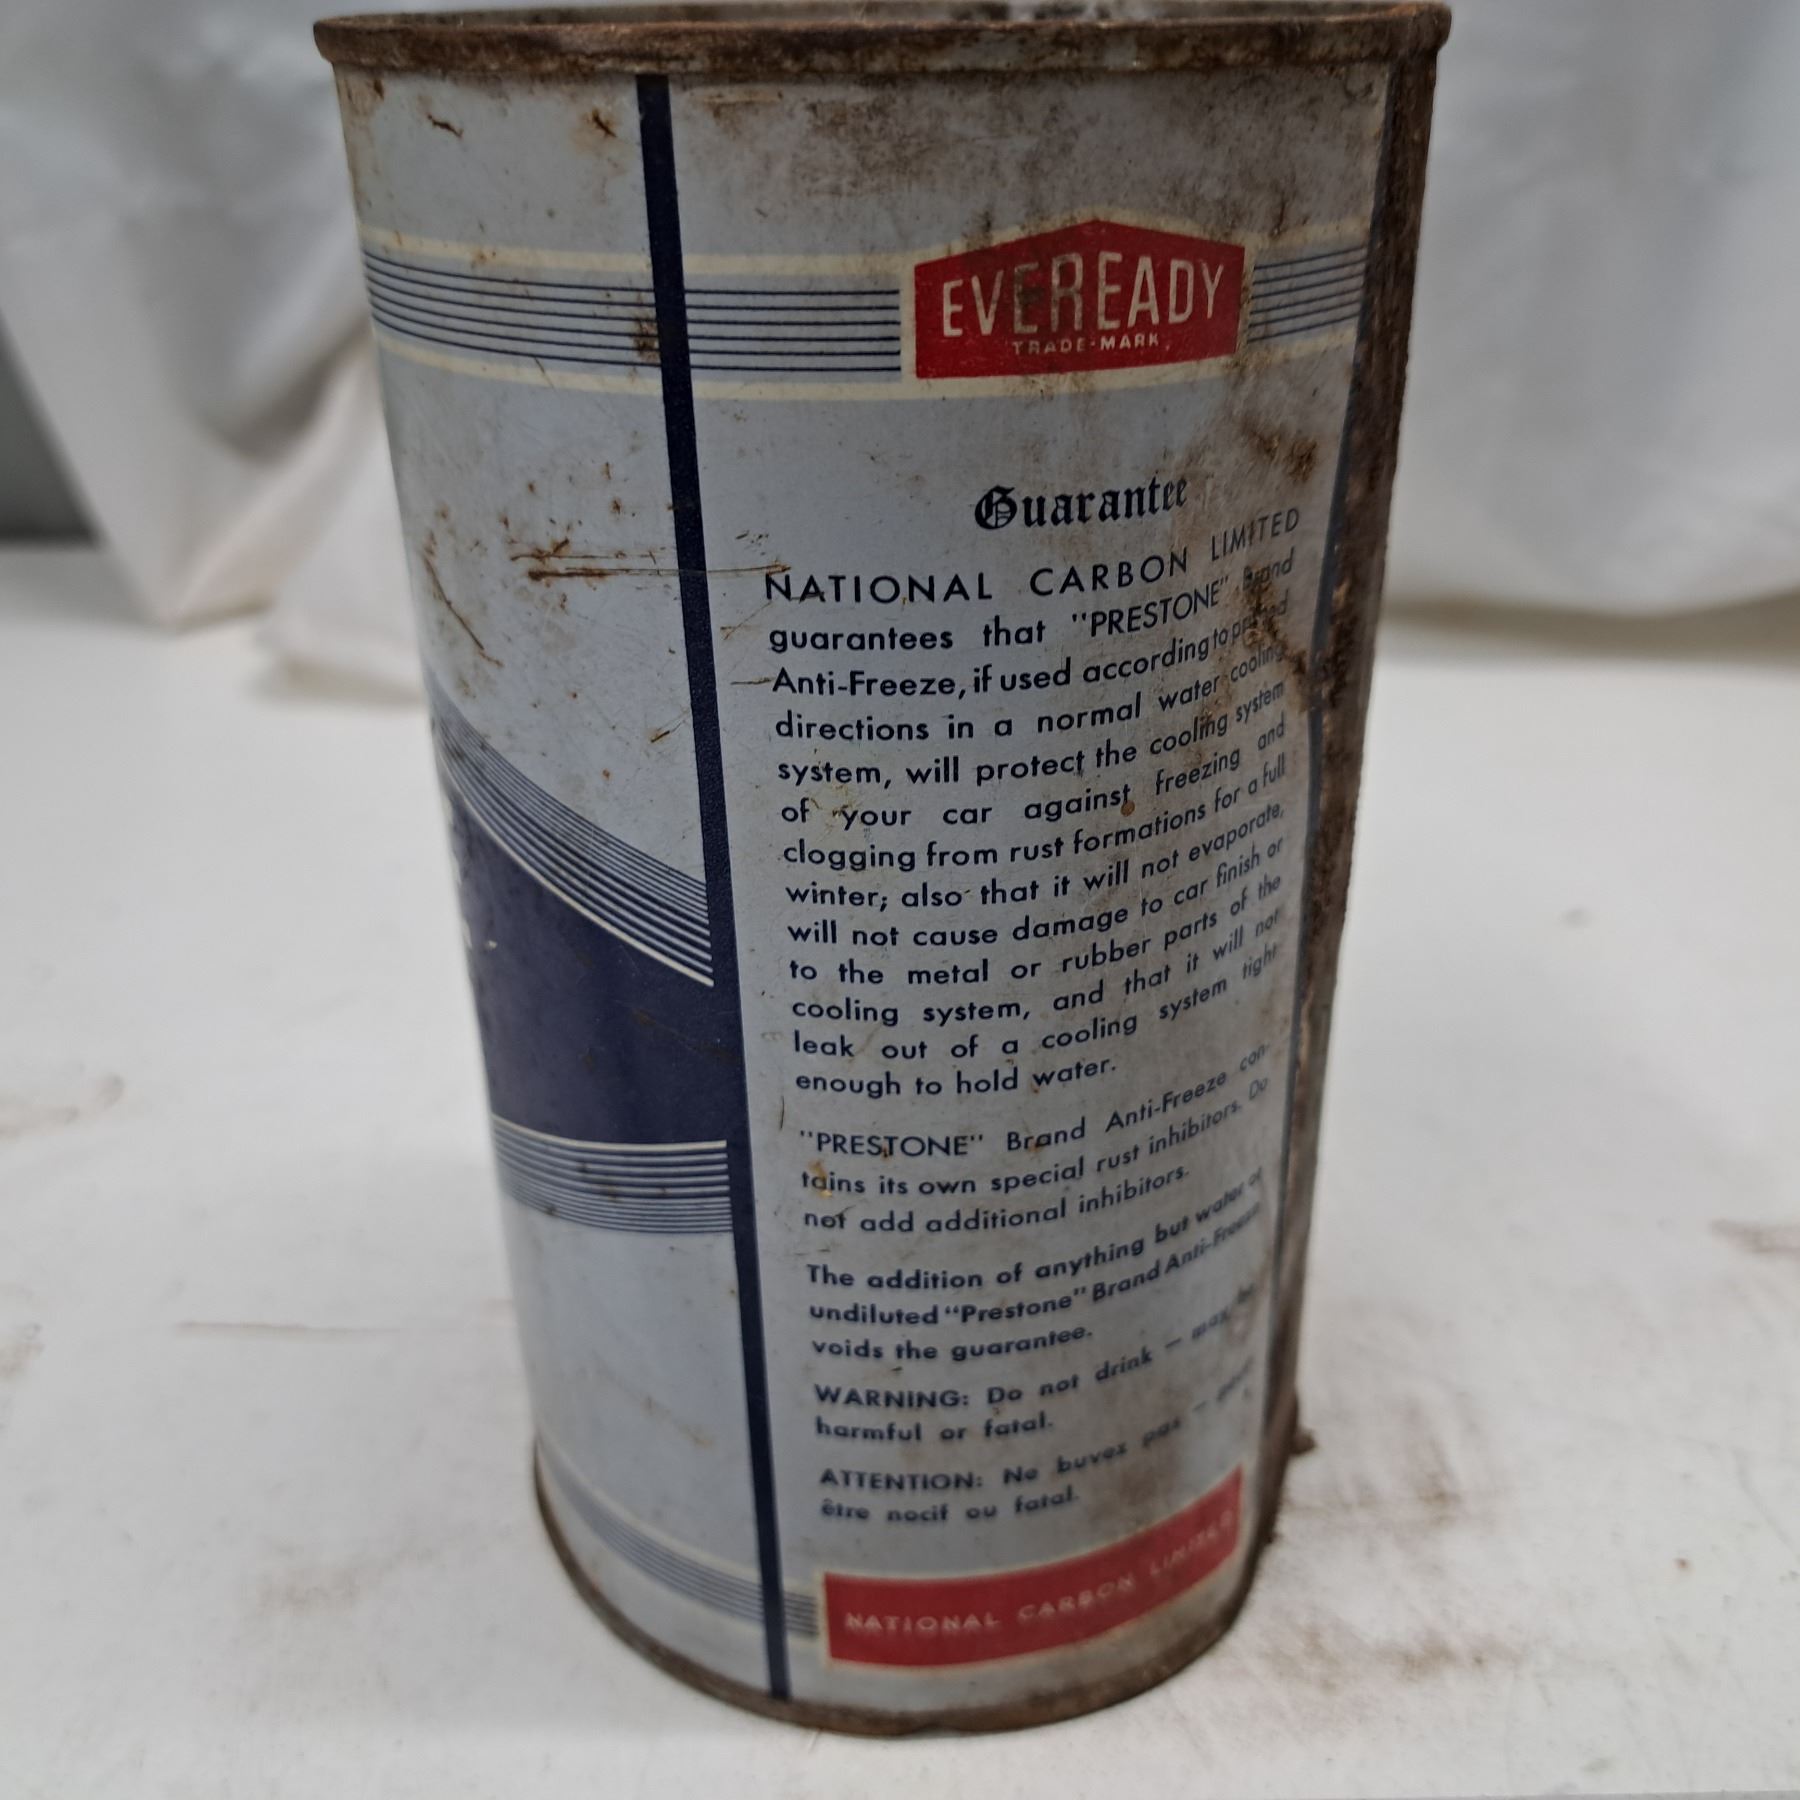 EVEREADY
TRADE-MARK
Guarantee
NATIONAL CARBON LIMITED
guarantees that "PRESTONE" Brand
Anti-Freeze, if used according to printed
directions in a normal water cooling
system, will protect the cooling system
of your car against freezing and
clogging from rust formations for a full
winter; also that it will not evaporate,
will not cause damage to car finish or
to the metal or rubber parts of the
cooling system, and that it will not
leak out of a cooling system tight
enough to hold water.
"PRESTONE" Brand Anti-Freeze con-
tains its own special rust inhibitors. Do
not add additional inhibitors.
The addition of anything but water or
undiluted "Prestone" Brand Anti-Freeze
voids the guarantee.
WARNING: Do not drink — may be
harmful or fatal.
ATTENTION: Ne buvez pas —
être nocif ou fatal.
NATIONAL CARBON LIMITED